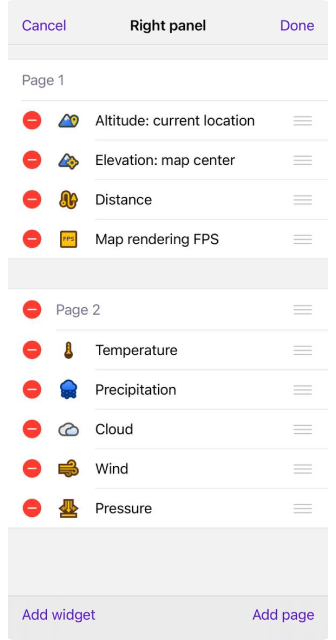 Cancel Right panel Done
Page 1
Altitude: current location
Elevation: map center
Distance
FPS Map rendering FPS
Page 2
Temperature
Precipitation
Cloud
Wind
Pressure
Add widget Add page